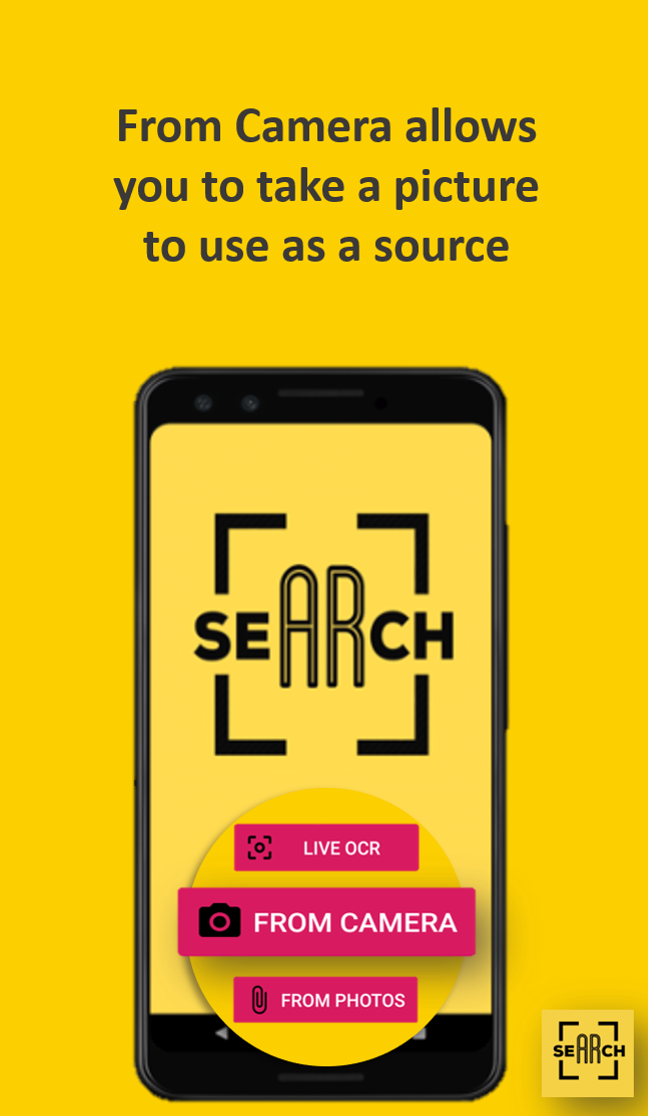 From Camera allows
you to take a picture
to use as a source
SEARCH
LIVE OCR
FROM CAMERA
FROM PHOTOS
SEARCH